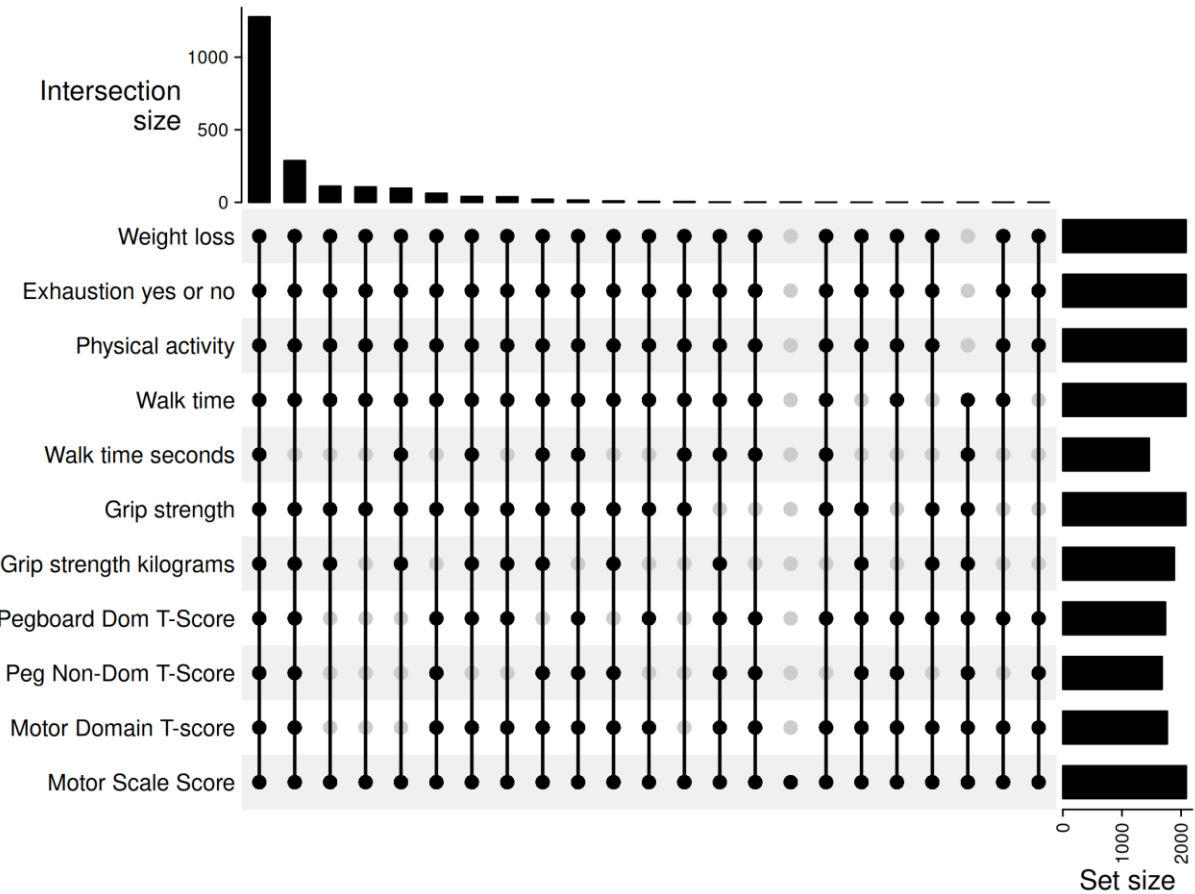 1000
Intersection
size
500
0
Weight loss
Exhaustion yes or no
Physical activity
Walk time
Walk time seconds
Grip strength
Grip strength kilograms
Pegboard Dom T-Score
Peg Non-Dom T-Score
Motor Domain T-score
Motor Scale Score
0
1000
2000
Set size